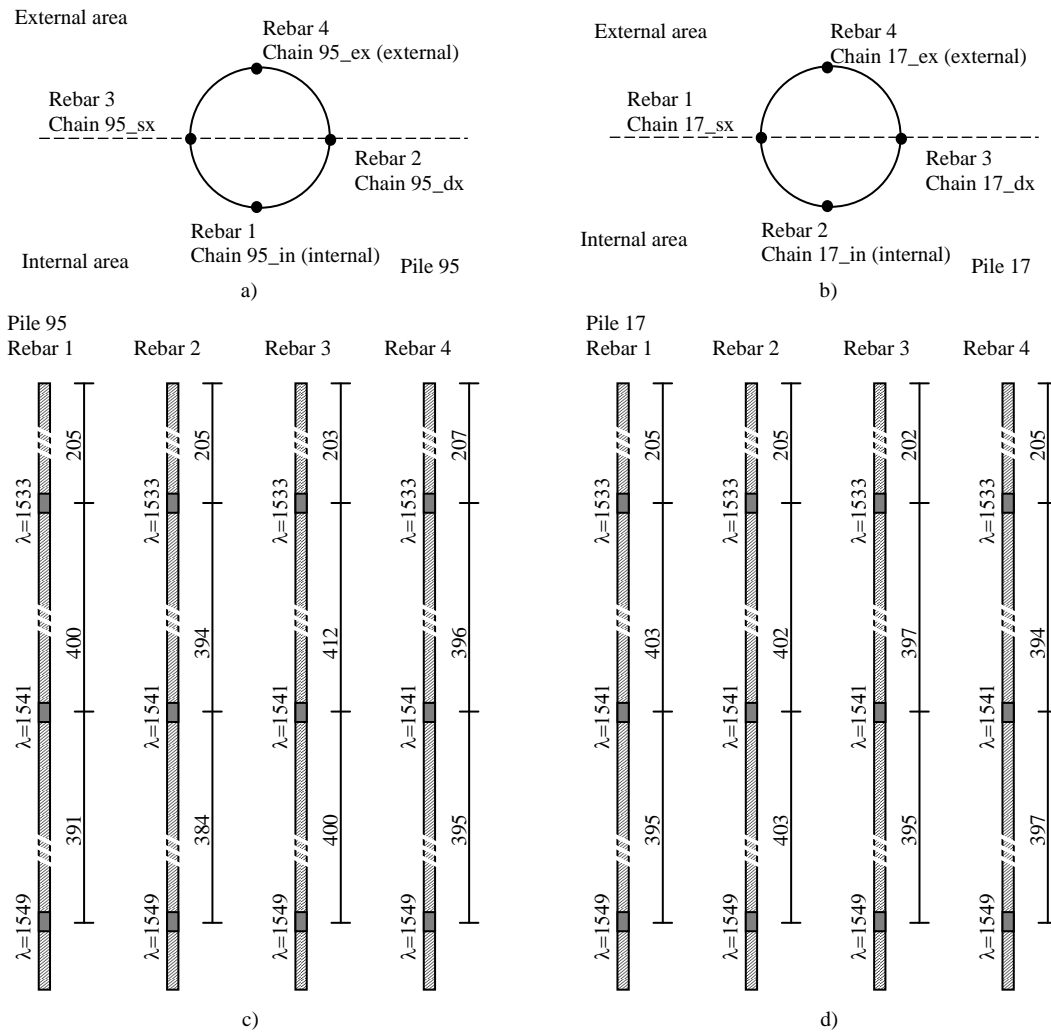 External area
Rebar 4
Chain 95_ex (external)
Rebar 3
Chain 95_sx
Rebar 2
Chain 95_dx
Rebar 1
Chain 95_in (internal)
Internal area
Pile 95
a)
External area
Rebar 4
Chain 17_ex (external)
Rebar 1
Chain 17_sx
Rebar 3
Chain 17_dx
Rebar 2
Chain 17_in (internal)
Internal area
Pile 17
b)
Pile 95
Rebar 1
Rebar 2
Rebar 3
Rebar 4
205
205
203
207
λ=1533
λ=1533
λ=1533
λ=1533
400
394
412
396
λ=1541
λ=1541
λ=1541
λ=1541
391
384
400
395
λ=1549
λ=1549
λ=1549
λ=1549
c)
Pile 17
Rebar 1
Rebar 2
Rebar 3
Rebar 4
205
205
202
205
λ=1533
λ=1533
λ=1533
λ=1533
403
402
397
394
λ=1541
λ=1541
λ=1541
λ=1541
395
403
395
397
λ=1549
λ=1549
λ=1549
λ=1549
d)